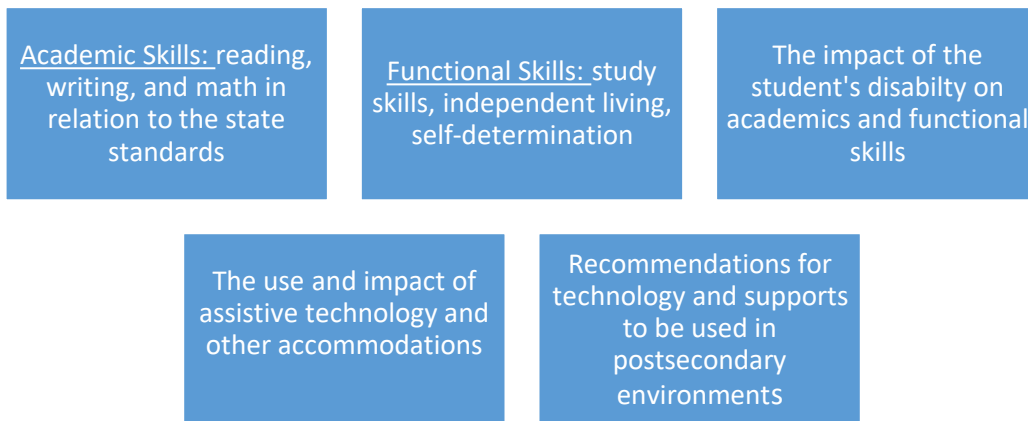 Academic Skills: reading,
writing, and math in
relation to the state
standards
Functional Skills: study
skills, independent living,
self-determination
The impact of the
student's disabilty on
academics and functional
skills
The use and impact of
assistive technology and
other accommodations
Recommendations for
technology and supports
to be used in
postsecondary
environments